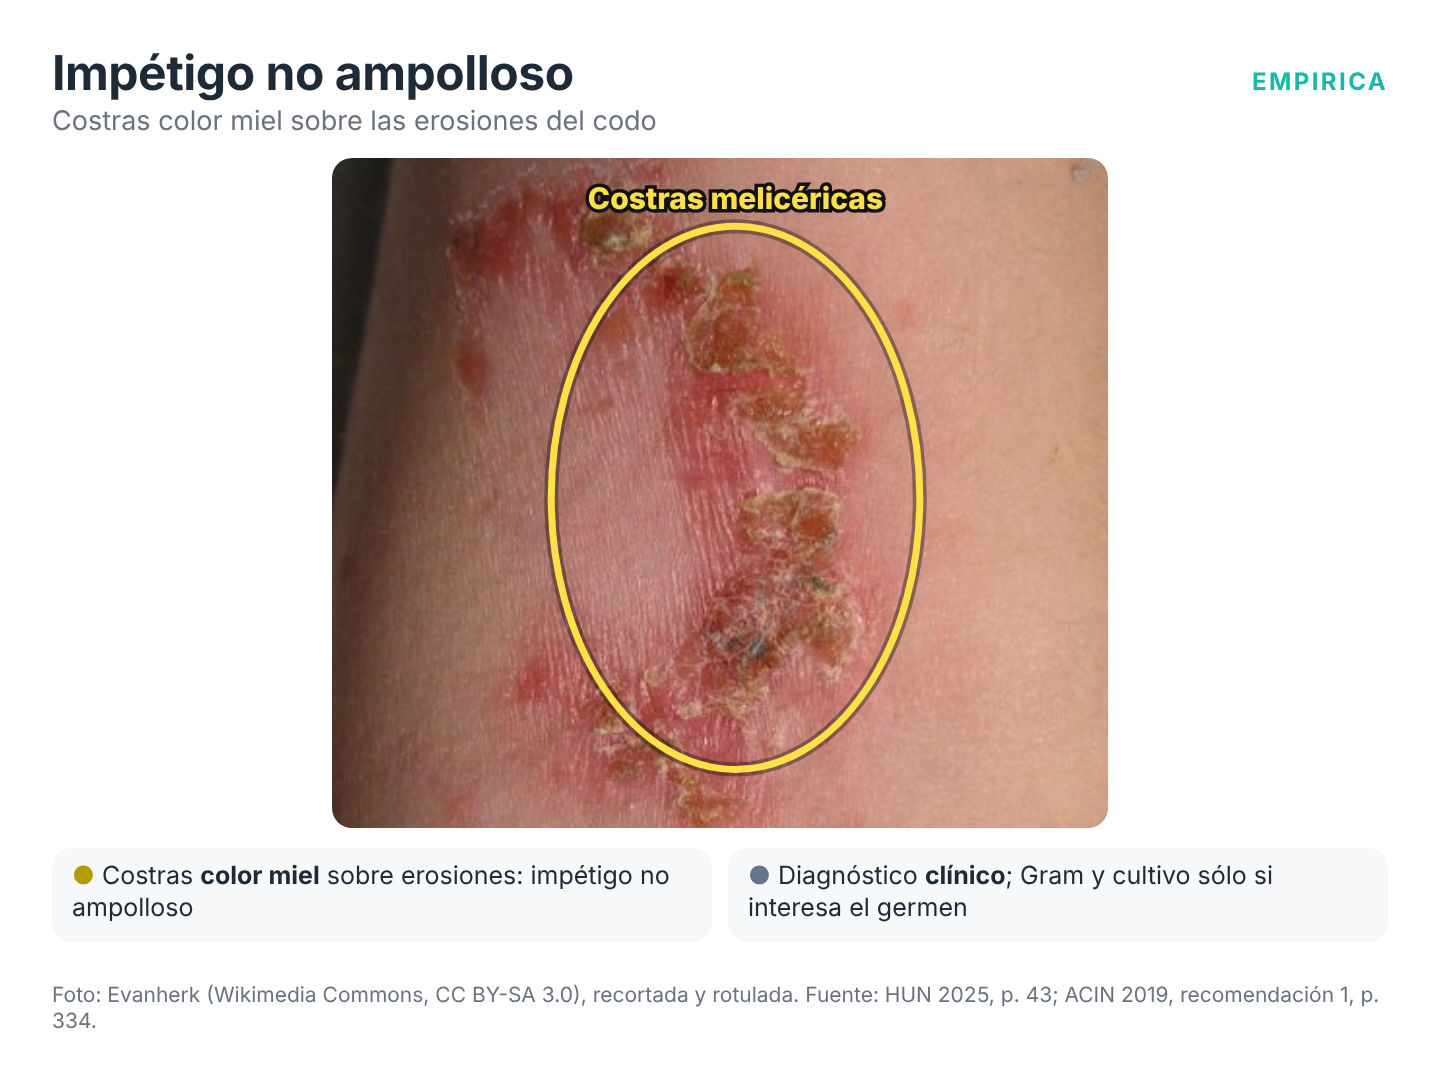 Impétigo no ampolloso
EMPIRICA
Costras color miel sobre las erosiones del codo
Costras melicéricas
Costras color miel sobre erosiones: impétigo no
ampolloso
Diagnóstico clínico; Gram y cultivo sólo si
interesa el germen
Foto: Evanherk (Wikimedia Commons, CC BY-SA 3.0), recortada y rotulada. Fuente: HUN 2025, p. 43; ACIN 2019, recomendación 1, p.
334.